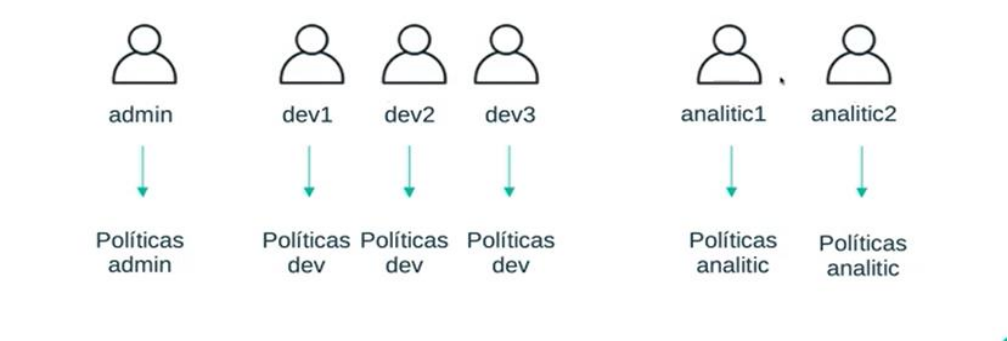 admin dev1 dev2 dev3 analitic1 analitic2
Políticas Políticas Políticas Políticas Políticas Políticas
admin dev dev dev analitic analitic